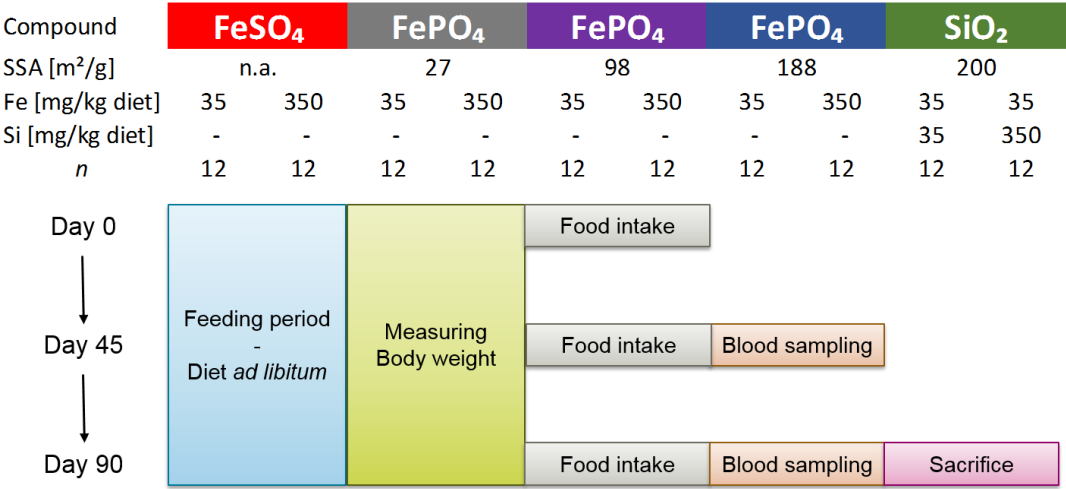 Compound FeSO₄ FePO₄ FePO₄ FePO₄ SiO₂
SSA [m²/g] n.a. 27 98 188 200
Fe [mg/kg diet] 35 350 35 350 35 350 35 350 35 35
Si [mg/kg diet] - - - - - - - - 35 350
n 12 12 12 12 12 12 12 12 12 12
Day 0 Food intake
Feeding period
-
Diet ad libitum
Measuring
Body weight
Day 45 Food intake Blood sampling
Day 90 Food intake Blood sampling Sacrifice